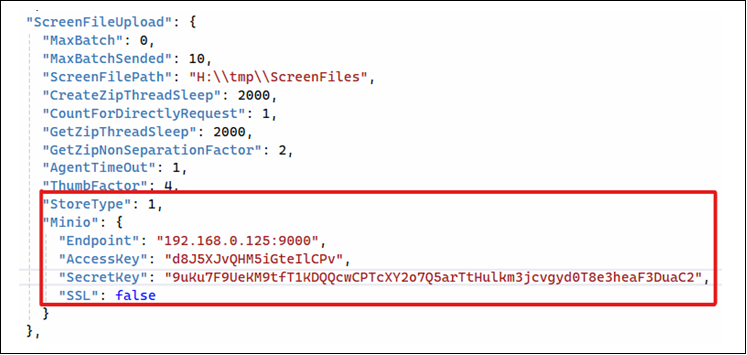 "ScreenFileUpload": {
"MaxBatch": 0,
"MaxBatchSended": 10,
"ScreenFilePath": "H:\\tmp\\ScreenFiles",
"CreateZipThreadSleep": 2000,
"CountForDirectlyRequest": 1,
"GetZipThreadSleep": 2000,
"GetZipNonSeparationFactor": 2,
"AgentTimeOut": 1,
"ThumbFactor": 4,
"StoreType": 1,
"Minio": {
"Endpoint": "192.168.0.125:9000",
"AccessKey": "d8J5XJvQHM5iGteIlCPv",
"SecretKey": "9uKu7F9UeKM9tfT1KDQQcwCPTcXY2o7Q5arTtHulkm3jcvgyd0T8e3heaF3DuaC2",
"SSL": false
}
},